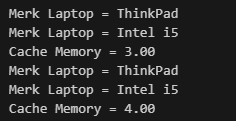 Merk Laptop = ThinkPad
Merk Laptop = Intel i5
Cache Memory = 3.00
Merk Laptop = ThinkPad
Merk Laptop = Intel i5
Cache Memory = 4.00